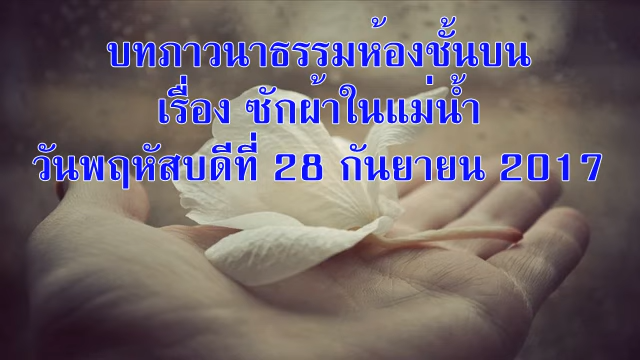 บทภาวนาธรรมห้องชั้นบน
เรื่อง ซักผ้าในแม่น้ำ
วันพฤหัสบดีที่ 28 กันยายน 2017